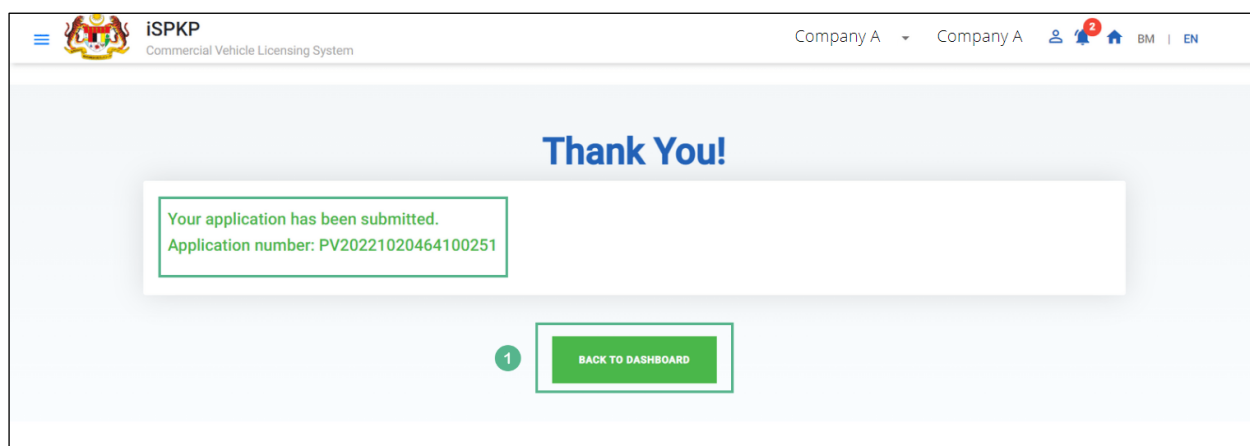 iSPKP
Commercial Vehicle Licensing System
Company A
Company A
2
BM | EN
Thank You!
Your application has been submitted.
Application number: PV20221020464100251
1
BACK TO DASHBOARD